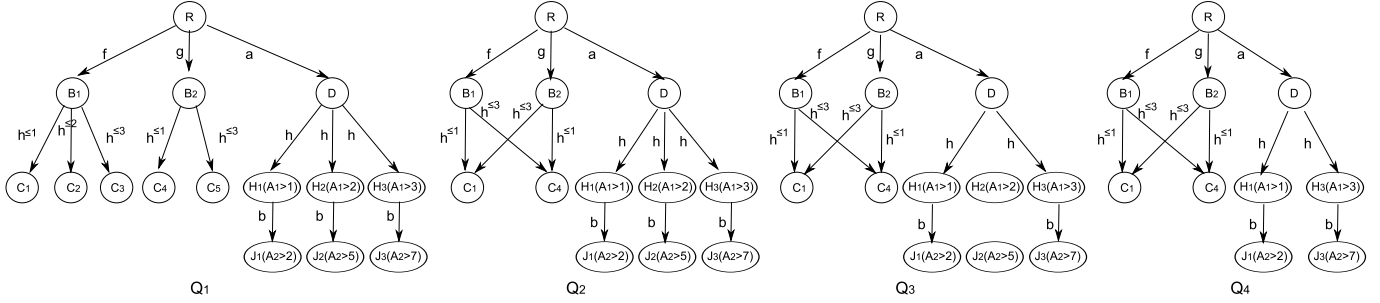 R R R R
f g a f g a f g a f g a
B1 B2 D B1 B2 D B1 B2 D B1 B2 D
h≤1 h≤2 h≤3 h≤1 h≤3 h h h h≤1 h≤3 h≤3 h≤1 h h h h≤1 h≤3 h≤3 h≤1 h h h≤1 h≤3 h≤3 h≤1 h h
C1 C2 C3 C4 C5 H1(A1>1) H2(A1>2) H3(A1>3) C1 C4 H1(A1>1) H2(A1>2) H3(A1>3) C1 C4 H1(A1>1) H2(A1>2) H3(A1>3) C1 C4 H1(A1>1) H3(A1>3)
b b b b b b b b b b
J1(A2>2) J2(A2>5) J3(A2>7) J1(A2>2) J2(A2>5) J3(A2>7) J1(A2>2) J2(A2>5) J3(A2>7) J1(A2>2) J3(A2>7)
Q1 Q2 Q3 Q4